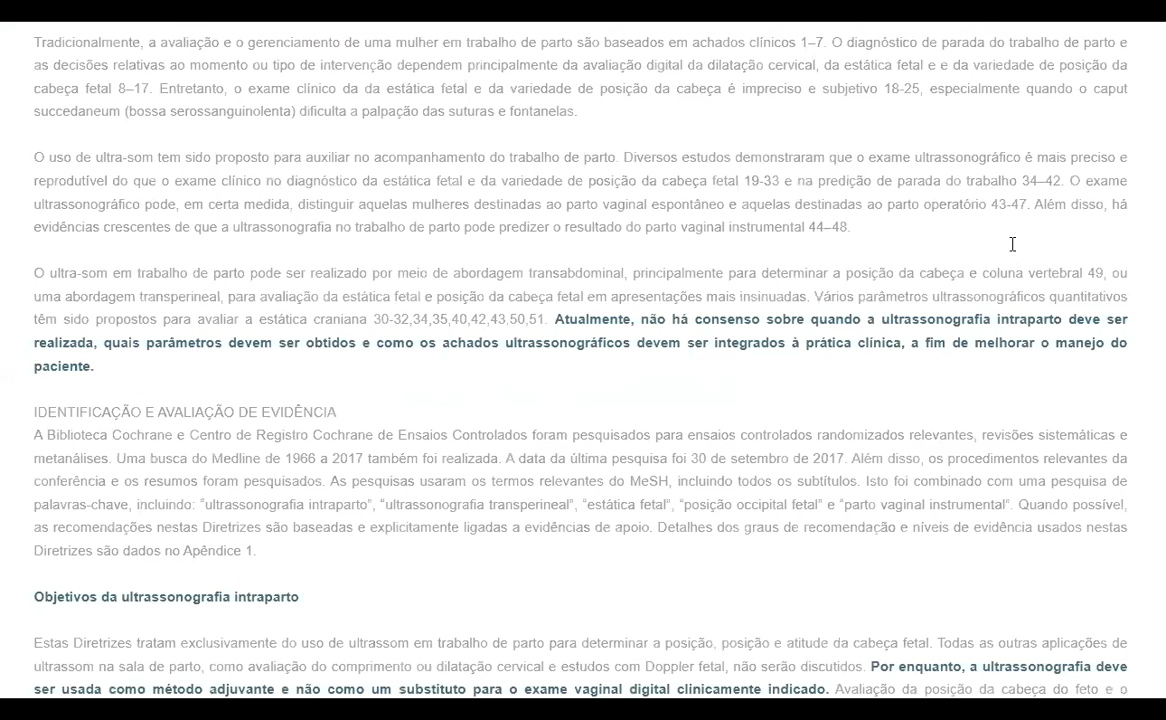 Tradicionalmente, a avaliação e o gerenciamento de uma mulher em trabalho de parto são baseados em achados clínicos 1–7. O diagnóstico de parada do trabalho de parto e
as decisões relativas ao momento ou tipo de intervenção dependem principalmente da avaliação digital da dilatação cervical, da estática fetal e e da variedade de posição da
cabeça fetal 8–17. Entretanto, o exame clínico da da estática fetal e da variedade de posição da cabeça é impreciso e subjetivo 18-25, especialmente quando o caput
succedaneum (bossa serossanguinolenta) dificulta a palpação das suturas e fontanelas.
O uso de ultra-som tem sido proposto para auxiliar no acompanhamento do trabalho de parto. Diversos estudos demonstraram que o exame ultrassonográfico é mais preciso e
reprodutível do que o exame clínico no diagnóstico da estática fetal e da variedade de posição da cabeça fetal 19-33 e na predição de parada do trabalho 34–42. O exame
ultrassonográfico pode, em certa medida, distinguir aquelas mulheres destinadas ao parto vaginal espontâneo e aquelas destinadas ao parto operatório 43-47. Além disso, há
evidências crescentes de que a ultrassonografia no trabalho de parto pode predizer o resultado do parto vaginal instrumental 44–48.
O ultra-som em trabalho de parto pode ser realizado por meio de abordagem transabdominal, principalmente para determinar a posição da cabeça e coluna vertebral 49, ou
uma abordagem transperineal, para avaliação da estática fetal e posição da cabeça fetal em apresentações mais insinuadas. Vários parâmetros ultrassonográficos quantitativos
têm sido propostos para avaliar a estática craniana 30-32,34,35,40,42,43,50,51. Atualmente, não há consenso sobre quando a ultrassonografia intraparto deve ser
realizada, quais parâmetros devem ser obtidos e como os achados ultrassonográficos devem ser integrados à prática clínica, a fim de melhorar o manejo do
paciente.
IDENTIFICAÇÃO E AVALIAÇÃO DE EVIDÊNCIA
A Biblioteca Cochrane e Centro de Registro Cochrane de Ensaios Controlados foram pesquisados para ensaios controlados randomizados relevantes, revisões sistemáticas e
metanálises. Uma busca do Medline de 1966 a 2017 também foi realizada. A data da última pesquisa foi 30 de setembro de 2017. Além disso, os procedimentos relevantes da
conferência e os resumos foram pesquisados. As pesquisas usaram os termos relevantes do MeSH, incluindo todos os subtítulos. Isto foi combinado com uma pesquisa de
palavras-chave, incluindo: “ultrassonografia intraparto”, “ultrassonografia transperineal”, “estática fetal”, “posição occipital fetal” e “parto vaginal instrumental”. Quando possível,
as recomendações nestas Diretrizes são baseadas e explicitamente ligadas a evidências de apoio. Detalhes dos graus de recomendação e níveis de evidência usados nestas
Diretrizes são dados no Apêndice 1.
Objetivos da ultrassonografia intraparto
Estas Diretrizes tratam exclusivamente do uso de ultrassom em trabalho de parto para determinar a posição, posição e atitude da cabeça fetal. Todas as outras aplicações de
ultrassom na sala de parto, como avaliação do comprimento ou dilatação cervical e estudos com Doppler fetal, não serão discutidos. Por enquanto, a ultrassonografia deve
ser usada como método adjuvante e não como um substituto para o exame vaginal digital clinicamente indicado. Avaliação da posição da cabeça do feto e o